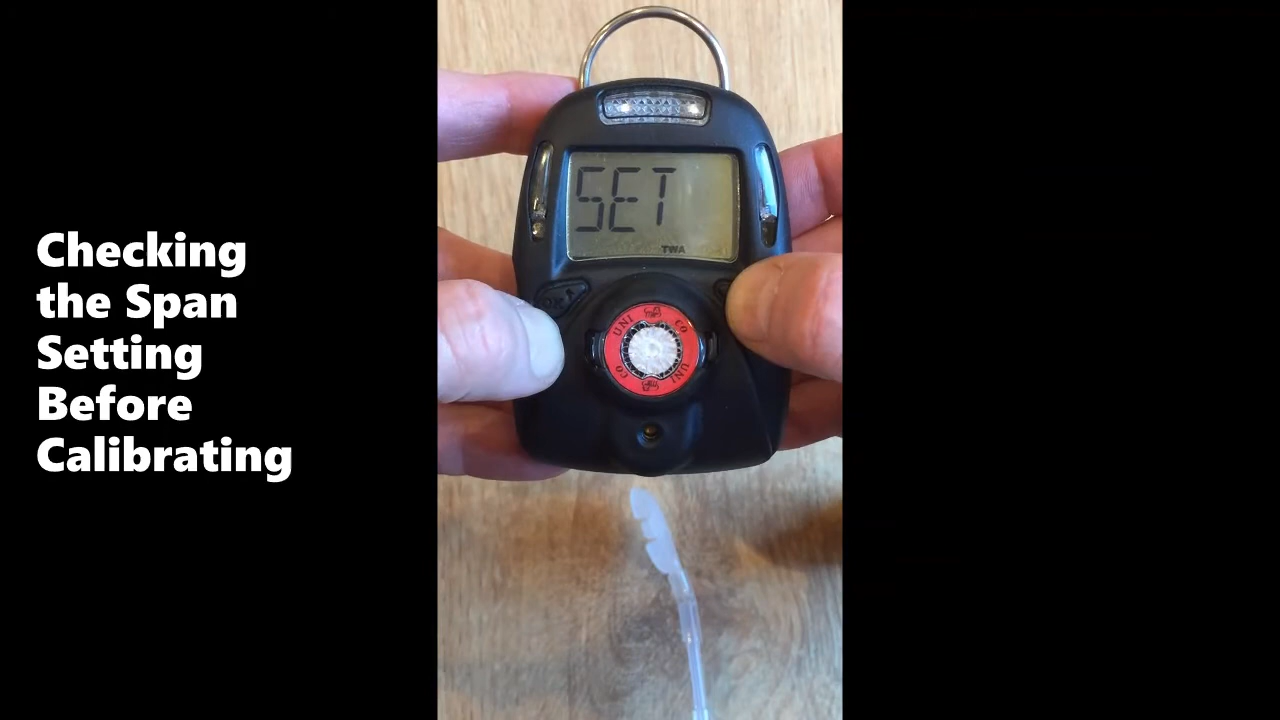 Checking
the Span
Setting
Before
Calibrating
SET
TWA
UNI
CO
UNI
CO